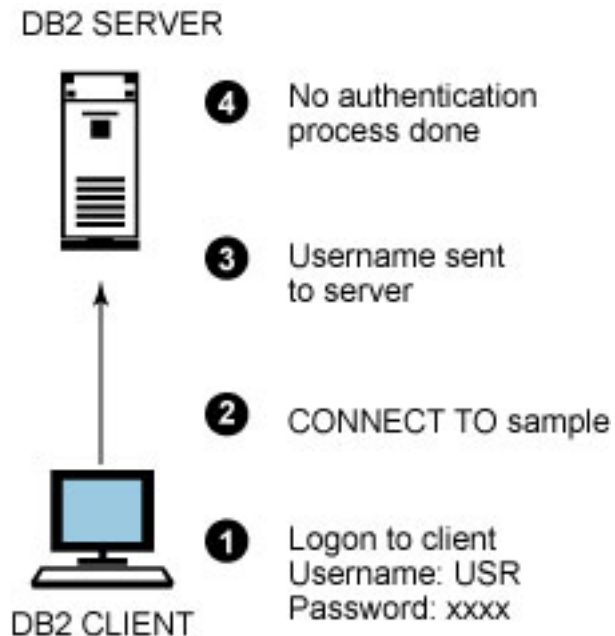 DB2 SERVER
4 No authentication
process done
3 Username sent
to server
2 CONNECT TO sample
1 Logon to client
Username: USR
Password: xxxx
DB2 CLIENT